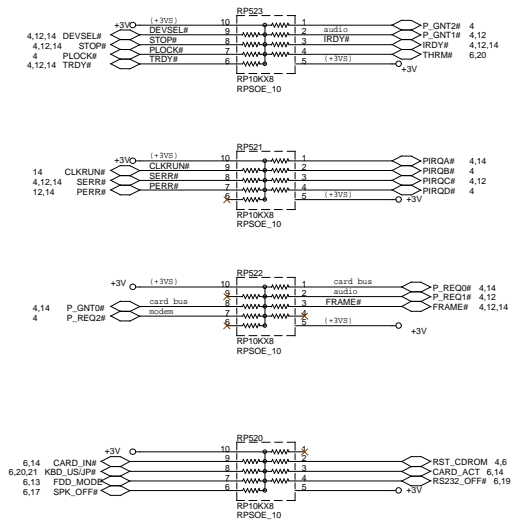 RP523
+3V (+3VS) 10 1 P_GNT2# 4
4,12,14 DEVSEL# DEVSEL# 9 2 audio P_GNT1# 4,12
4,12,14 STOP# STOP# 8 3 IRDY# IRDY# 4,12,14
4 PLOCK# PLOCK# 7 4 THRM# 6,20
4,12,14 TRDY# TRDY# 6 5 (+3VS) +3V
RP10KX8
RPSOE_10
RP521
+3V (+3VS) 10 1 PIRQA# 4,14
14 CLKRUN# CLKRUN# 9 2 PIRQB# 4
4,12,14 SERR# SERR# 8 3 PIRQC# 4,12
12,14 PERR# PERR# 7 4 PIRQD# 4
6 5 (+3VS) +3V
RP10KX8
RPSOE_10
RP522
+3V (+3VS) 10 1 card bus P_REQ0# 4,14
9 2 audio P_REQ1# 4,12
4,14 P_GNT0# card bus 8 3 FRAME# FRAME# 4,12,14
4 P_REQ2# modem 7 4
6 5 (+3VS) +3V
RP10KX8
RPSOE_10
RP520
+3V 10 1
6,14 CARD_IN# 9 2 RST_CDROM 4,6
6,20,21 KBD_US/JP# 8 3 CARD_ACT 6,14
6,13 FDD_MODE 7 4 RS232_OFF# 6,19
6,17 SPK_OFF# 6 5 +3V
RP10KX8
RPSOE_10